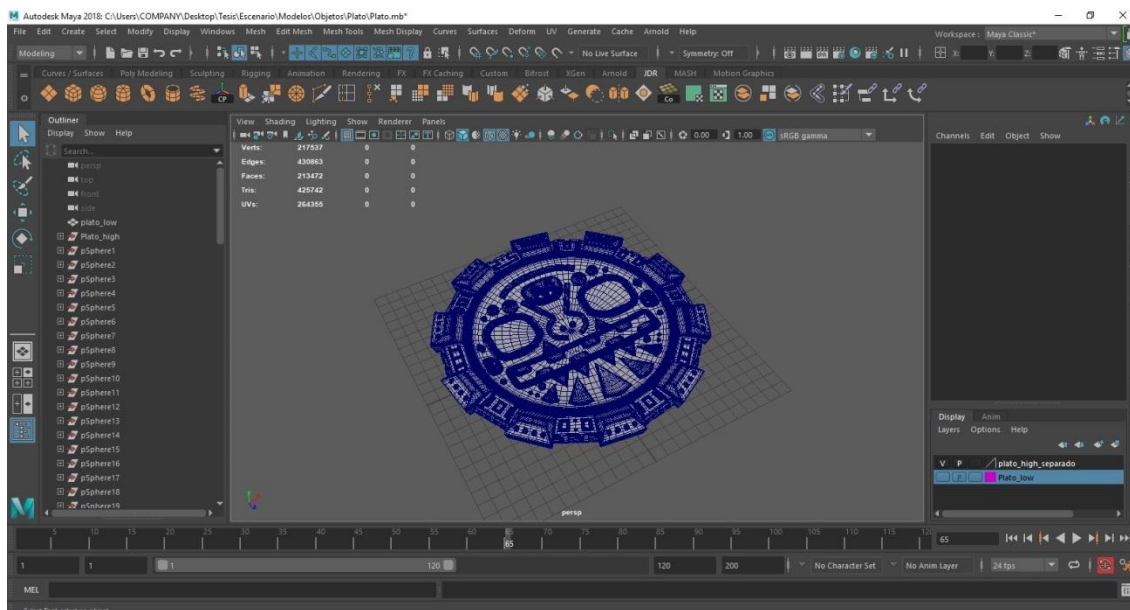 Autodesk Maya 2018: C:\Users\COMPANY\Desktop\Tesis\Escenario\Modelos\Objetos\Plato\Plato.mb*
File Edit Create Select Modify Display Windows Mesh Edit Mesh Mesh Tools Mesh Display Curves Surfaces Deform UV Generate Cache Arnold Help
Workspace : Maya Classic*
Modeling
No Live Surface
Symmetry: Off
X:
Y:
Z:
Curves / Surfaces Poly Modeling Sculpting Rigging Animation Rendering FX FX Caching Custom Bifrost XGen Arnold JDR MASH Motion Graphics
CP
Co
Outliner
Display Show Help
Search...
persp
top
front
side
plato_low
Plato_high
pSphere1
pSphere2
pSphere3
pSphere4
pSphere5
pSphere6
pSphere7
pSphere8
pSphere9
pSphere10
pSphere11
pSphere12
pSphere13
pSphere14
pSphere15
pSphere16
pSphere17
pSphere18
pSphere19
View Shading Lighting Show Renderer Panels
0.00 1.00 sRGB gamma
Verts: 217537 0 0
Edges: 430863 0 0
Faces: 213472 0 0
Tris: 425742 0 0
UVs: 264355 0 0
persp
Channels Edit Object Show
Display Anim
Layers Options Help
V P plato_high_separado
P Plato_low
5 10 15 20 25 30 35 40 45 50 55 60 65 70 75 80 85 90 95 100 105 110 115 12
65
65
1 1 1 120 120 200 No Character Set No Anim Layer 24 fps
MEL